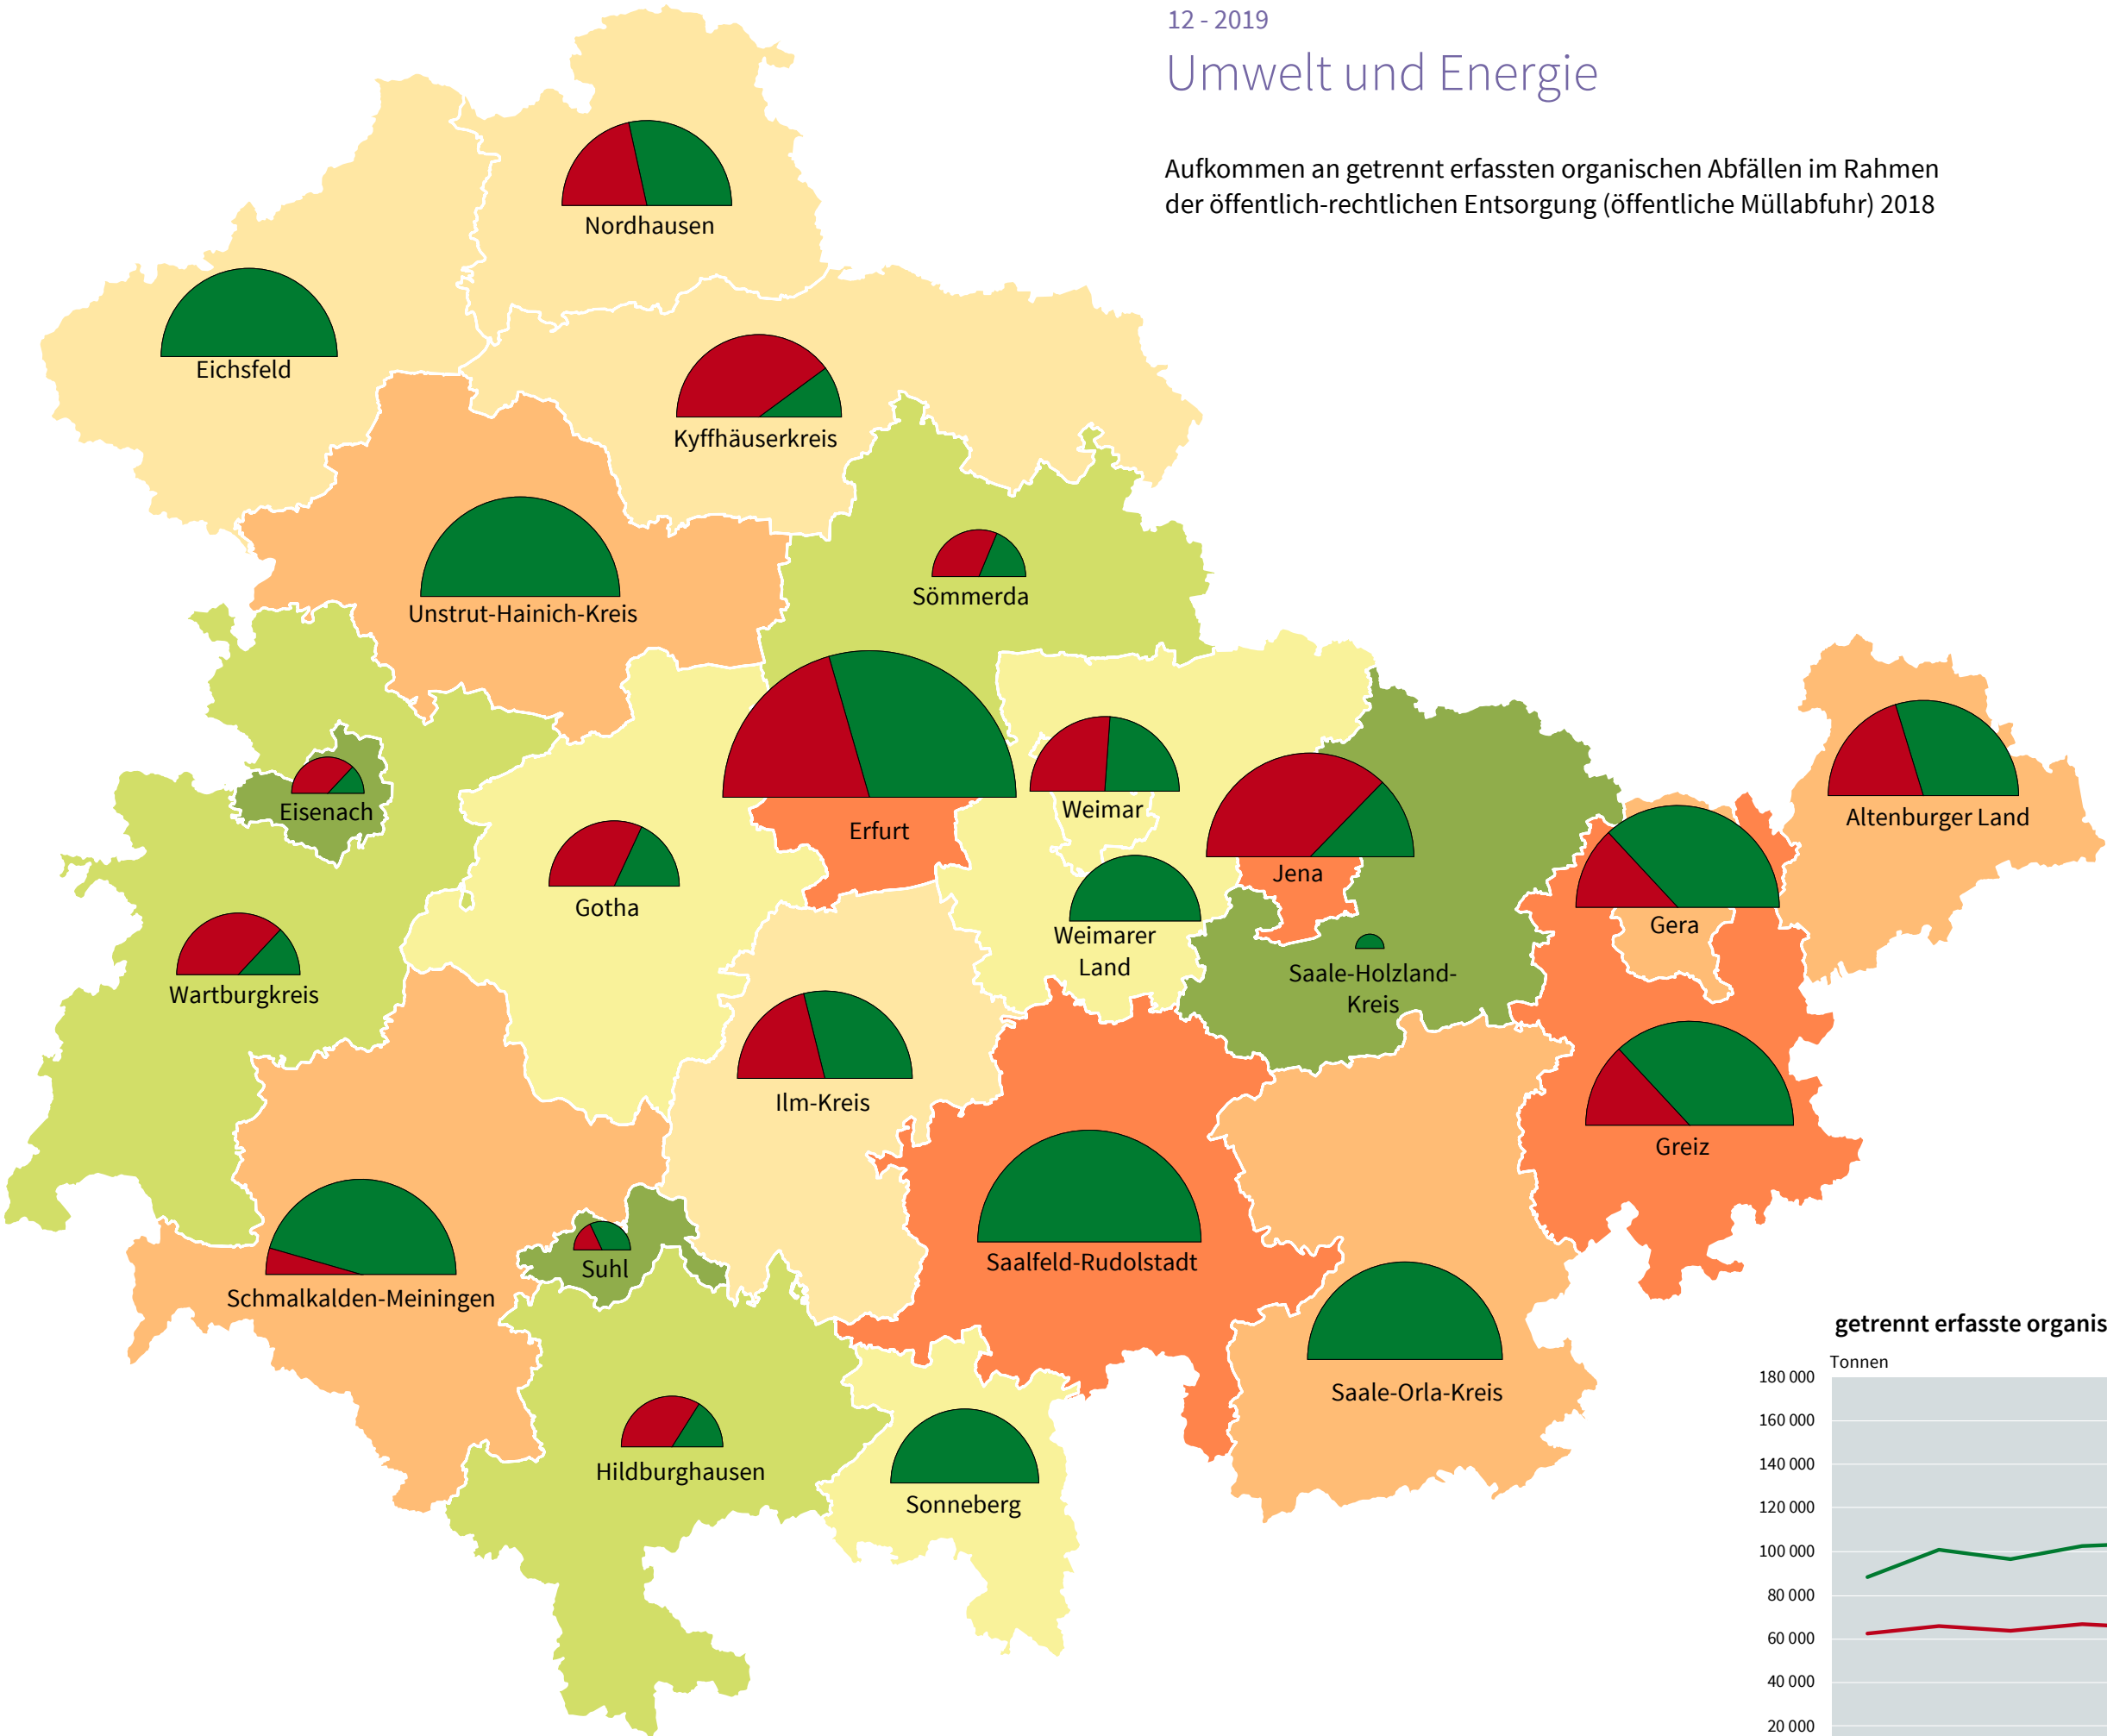 12 - 2019
Umwelt und Energie
Aufkommen an getrennt erfassten organischen Abfällen im Rahmen
der öffentlich-rechtlichen Entsorgung (öffentliche Müllabfuhr) 2018
Nordhausen
Eichsfeld
Kyffhäuserkreis
Unstrut-Hainich-Kreis
Sömmerda
Eisenach
Erfurt
Weimar
Altenburger Land
Jena
Gotha
Gera
Weimarer
Land
Wartburgkreis
Saale-Holzland-
Kreis
Ilm-Kreis
Greiz
Saalfeld-Rudolstadt
Suhl
Schmalkalden-Meiningen
Saale-Orla-Kreis
Hildburghausen
Sonneberg
getrennt erfasste organis
Tonnen
180 000
160 000
140 000
120 000
100 000
80 000
60 000
40 000
20 000